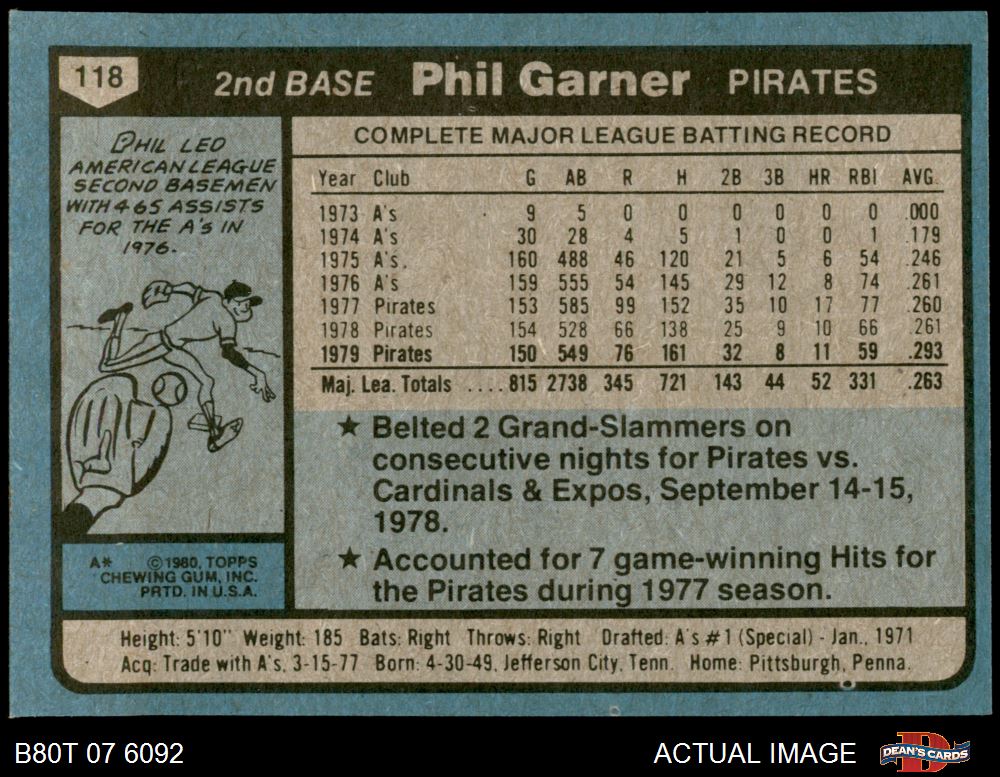 118
2nd BASE Phil Garner PIRATES
PHIL LED
AMERICAN LEAGUE
SECOND BASEMEN
WITH 465 ASSISTS
FOR THE A's IN
1976.
A* ©1980, TOPPS
CHEWING GUM, INC.
PRTD. IN U.S.A.
COMPLETE MAJOR LEAGUE BATTING RECORD
Year Club G AB R H 2B 3B HR RBI AVG.
1973 A's 9 5 0 0 0 0 0 0 .000
1974 A's 30 28 4 5 1 0 0 1 .179
1975 A's. 160 488 46 120 21 5 6 54 .246
1976 A's 159 555 54 145 29 12 8 74 .261
1977 Pirates 153 585 99 152 35 10 17 77 .260
1978 Pirates 154 528 66 138 25 9 10 66 .261
1979 Pirates 150 549 76 161 32 8 11 59 .293
Maj. Lea. Totals ....815 2738 345 721 143 44 52 331 .263
★ Belted 2 Grand-Slammers on
consecutive nights for Pirates vs.
Cardinals & Expos, September 14-15,
1978.
★ Accounted for 7 game-winning Hits for
the Pirates during 1977 season.
Height: 5'10" Weight: 185 Bats: Right Throws: Right Drafted: A's #1 (Special) - Jan., 1971
Acq: Trade with A's, 3-15-77 Born: 4-30-49, Jefferson City, Tenn. Home: Pittsburgh, Penna.
B80T 07 6092 ACTUAL IMAGE DEAN'S CARDS